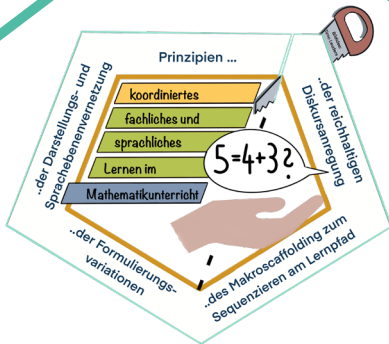 Prinzipien ...
koordiniertes
fachliches und
sprachliches
Lernen im
Mathematikunterricht
5=4+3?
...der Darstellungs- und
Sprachebenenvernetzung
...der reichhaltigen
Diskursanregung
...der Formulierungs-
variationen
...des Makroscaffolding zum
Sequenzieren am Lernpfad